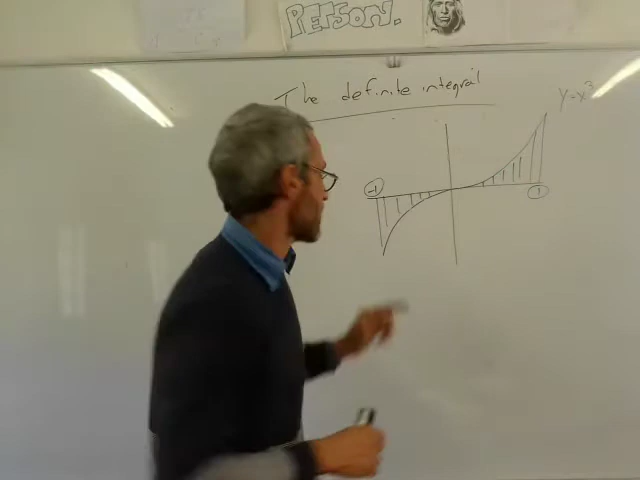 PERSON.
The definite integral
y=x³
-1
1